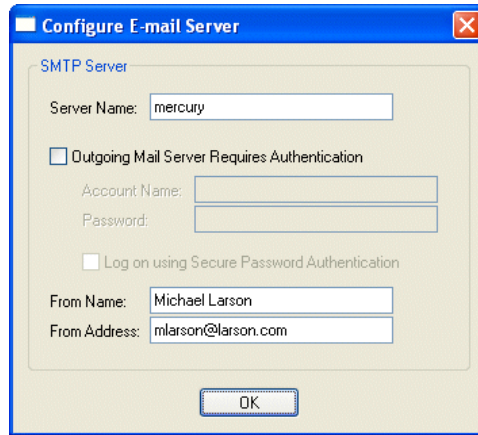 Configure E-mail Server
SMTP Server
Server Name: mercury
Outgoing Mail Server Requires Authentication
Account Name:
Password:
Log on using Secure Password Authentication
From Name: Michael Larson
From Address: mlarson@larson.com
OK